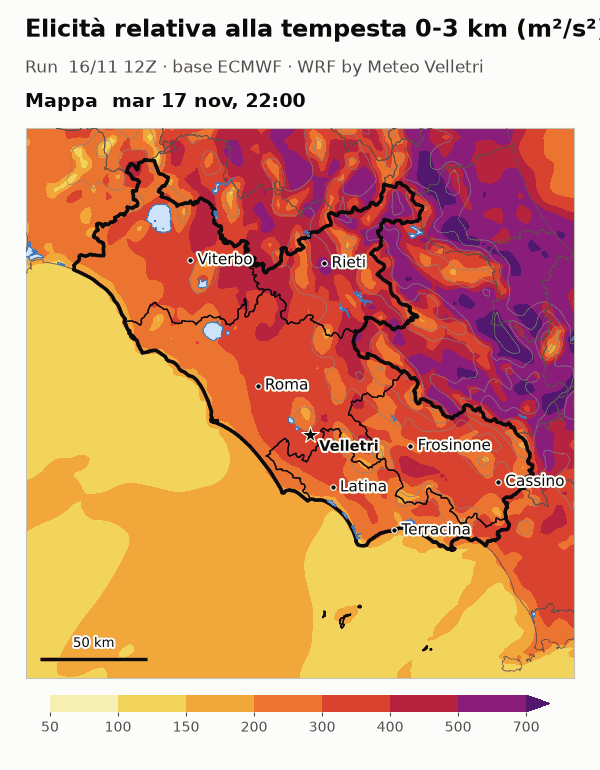 Elicità relativa alla tempesta 0-3 km (m²/s²)
Run 16/11 12Z · base ECMWF · WRF by Meteo Velletri
Mappa mar 17 nov, 22:00
Viterbo
Rieti
Roma
Velletri
Frosinone
Cassino
Latina
Terracina
50 km
50 100 150 200 300 400 500 700